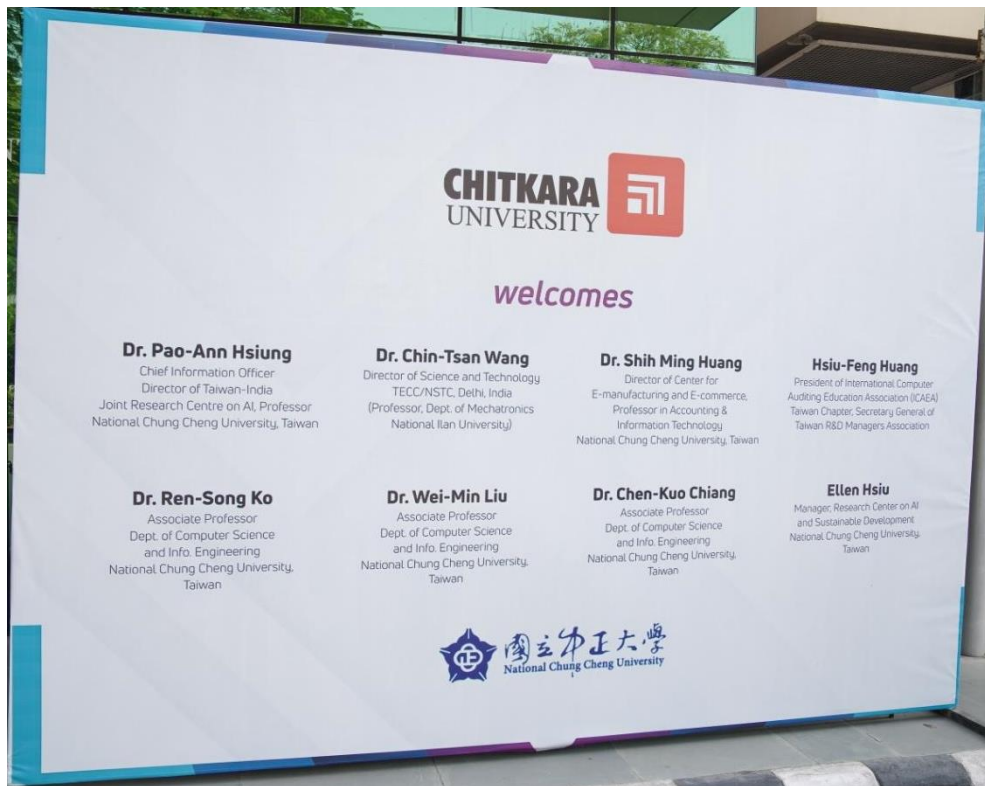 CHITKARA
UNIVERSITY
welcomes
Dr. Pao-Ann Hsiung
Chief Information Officer
Director of Taiwan-India
Joint Research Centre on AI, Professor
National Chung Cheng University, Taiwan
Dr. Chin-Tsan Wang
Director of Science and Technology
TECC/NSTC, Delhi, India
(Professor, Dept. of Mechatronics
National Ilan University)
Dr. Shih Ming Huang
Director of Center for
E-manufacturing and E-commerce,
Professor in Accounting &
Information Technology
National Chung Cheng University, Taiwan
Hsiu-Feng Huang
President of International Computer
Auditing Education Association (ICAEA)
Taiwan Chapter, Secretary General of
Taiwan R&D Managers Association
Dr. Ren-Song Ko
Associate Professor
Dept. of Computer Science
and Info. Engineering
National Chung Cheng University,
Taiwan
Dr. Wei-Min Liu
Associate Professor
Dept. of Computer Science
and Info. Engineering
National Chung Cheng University,
Taiwan
Dr. Chen-Kuo Chiang
Associate Professor
Dept. of Computer Science
and Info. Engineering
National Chung Cheng University,
Taiwan
Ellen Hsiu
Manager, Research Center on AI
and Sustainable Development
National Chung Cheng University,
Taiwan
國立中正大學
National Chung Cheng University